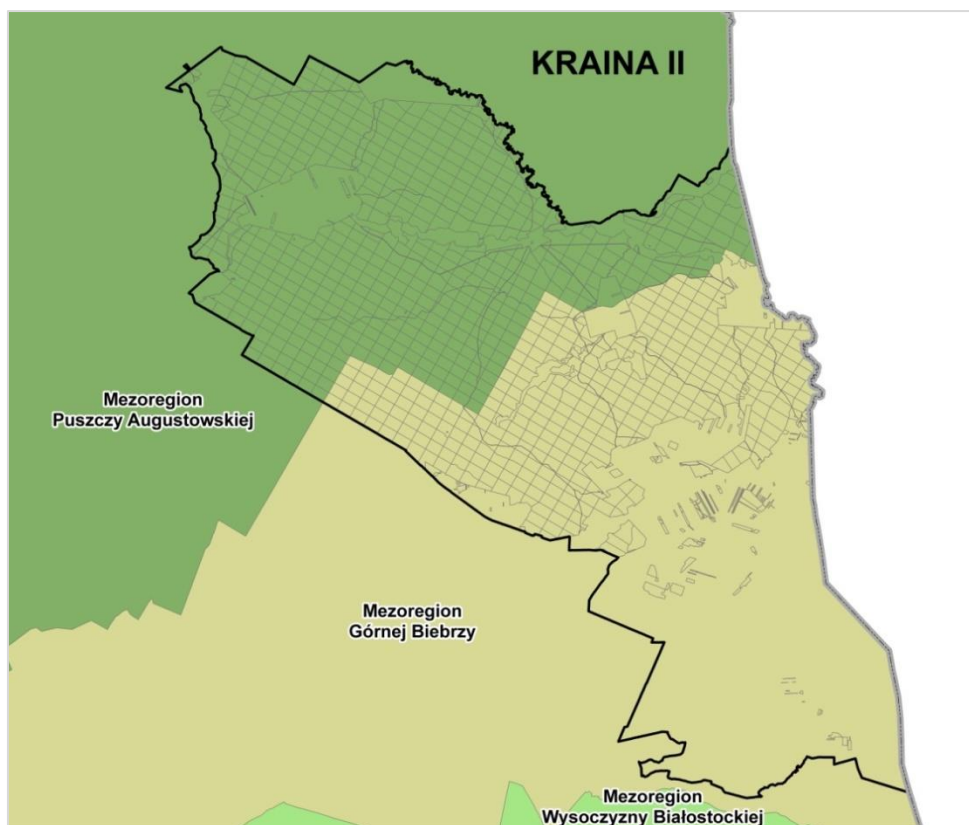 KRAINA II
Mezoregion
Puszczy Augustowskiej
Mezoregion
Górnej Biebrzy
Mezoregion
Wysoczyzny Białostockiej